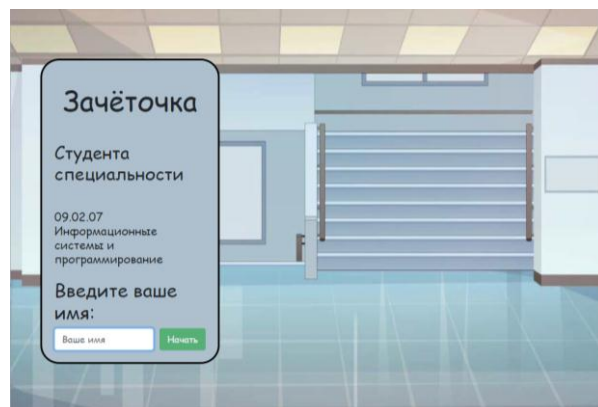 Зачёточка
Студента
специальности
09.02.07
Информационные
системы и
программирование
Введите ваше
имя:
Ваше имя
Начать